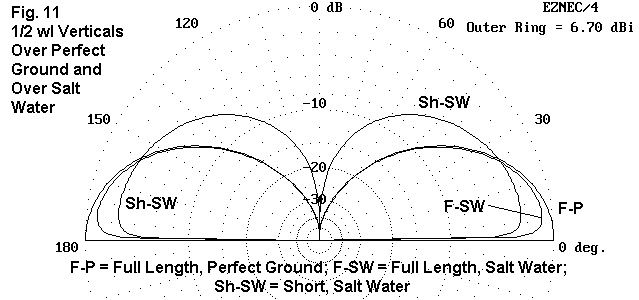 Fig. 11
1/2 wl Verticals
Over Perfect
Ground and
Over Salt
Water
0 dB
EZNEC/4
Outer Ring = 6.70 dBi
120
60
-10
Sh-SW
150
30
-20
-30
Sh-SW
F-SW
F-P
180
0 deg.
F-P = Full Length, Perfect Ground; F-SW = Full Length, Salt Water;
Sh-SW = Short, Salt Water